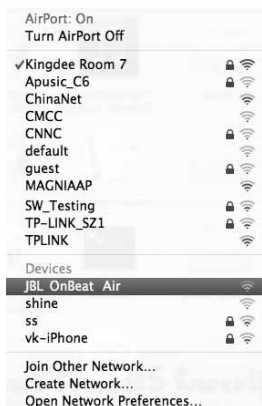 AirPort: On
Turn AirPort Off
✓Kingdee Room 7
Apusic_C6
ChinaNet
CMCC
CNNC
default
guest
MAGNIAAP
SW_Testing
TP-LINK_SZ1
TPLINK
Devices
JBL OnBeat Air
shine
ss
vk-iPhone
Join Other Network...
Create Network...
Open Network Preferences...